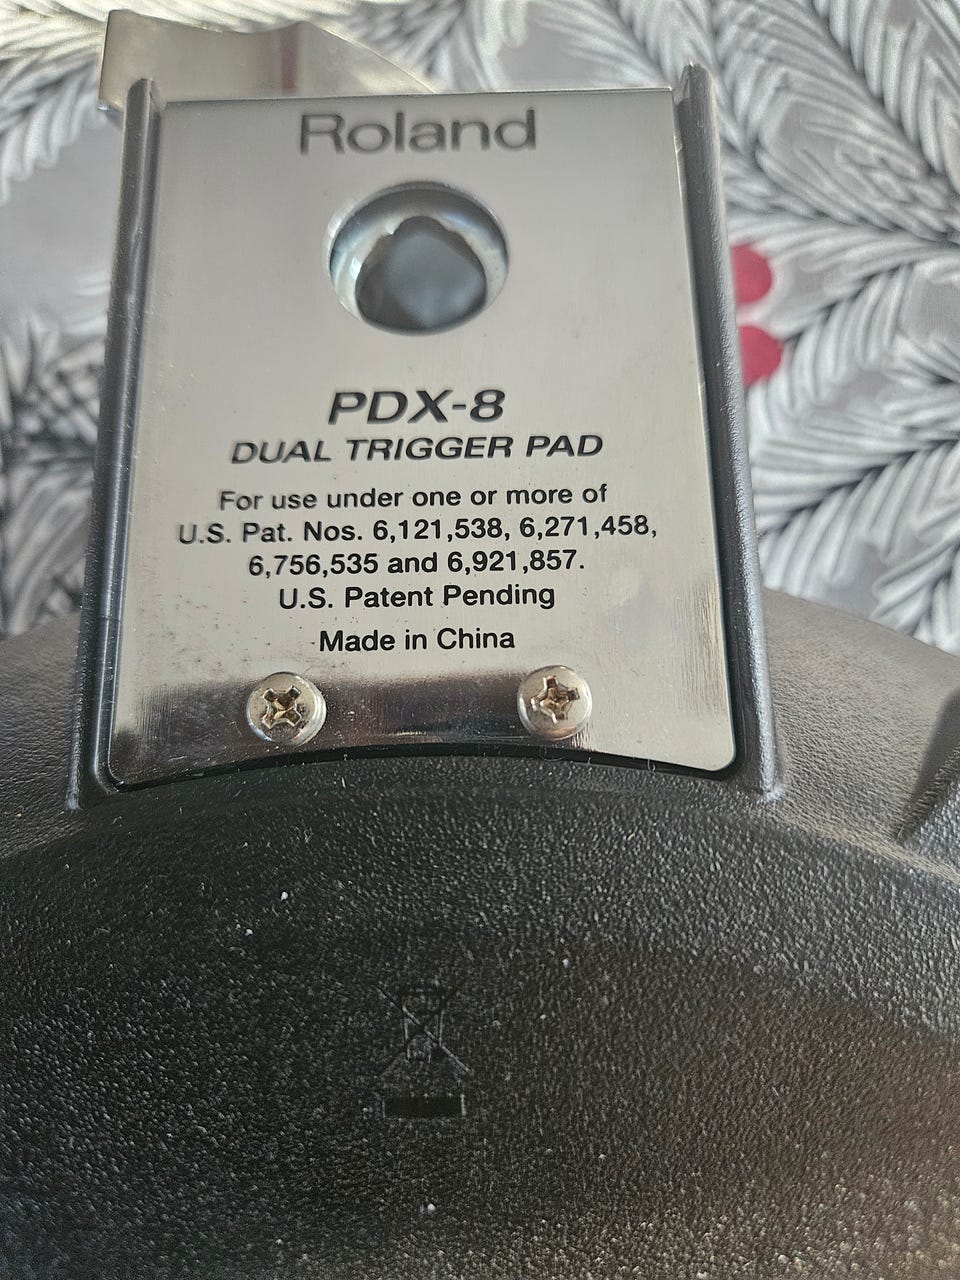 Roland
PDX-8
DUAL TRIGGER PAD
For use under one or more of
U.S. Pat. Nos. 6,121,538, 6,271,458,
6,756,535 and 6,921,857.
U.S. Patent Pending
Made in China